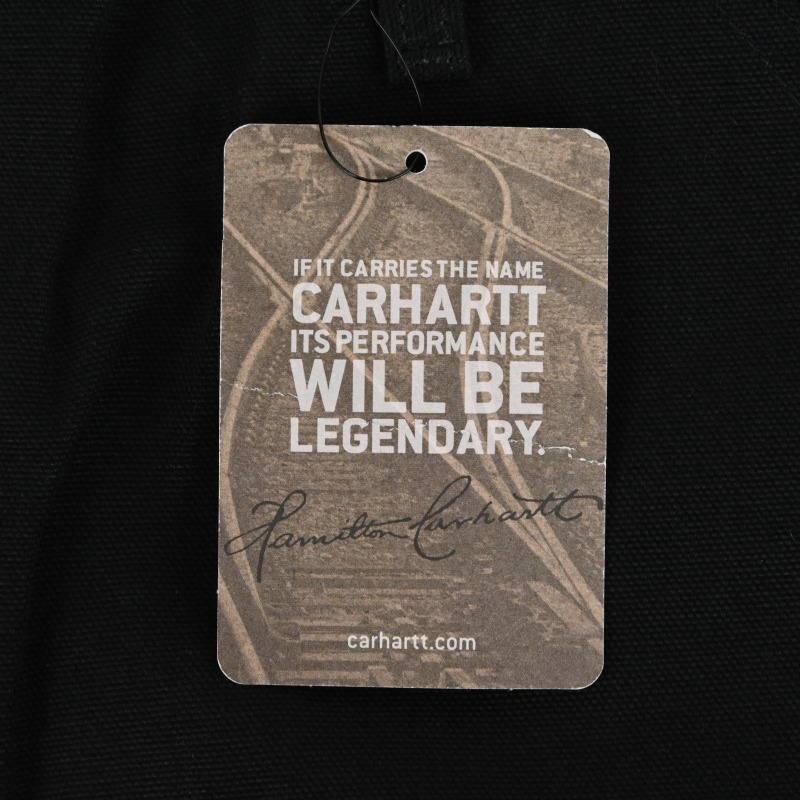 IF IT CARRIES THE NAME
CARHARTT
ITS PERFORMANCE
WILL BE
LEGENDARY.
Hamilton Carhartt
carhartt.com